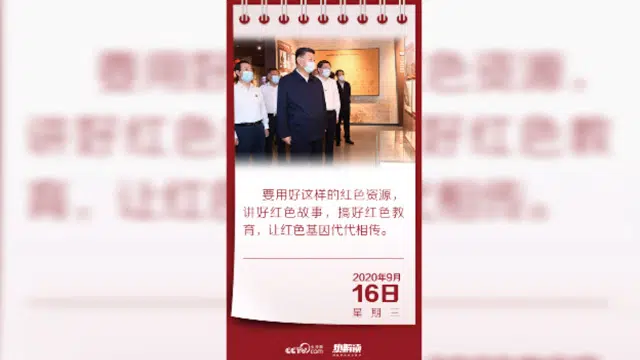 要用好这样的红色资源，
讲好红色故事，搞好红色教
育，让红色基因代代相传。
2020年9月
16日
星期三
CCTV.com
热解读